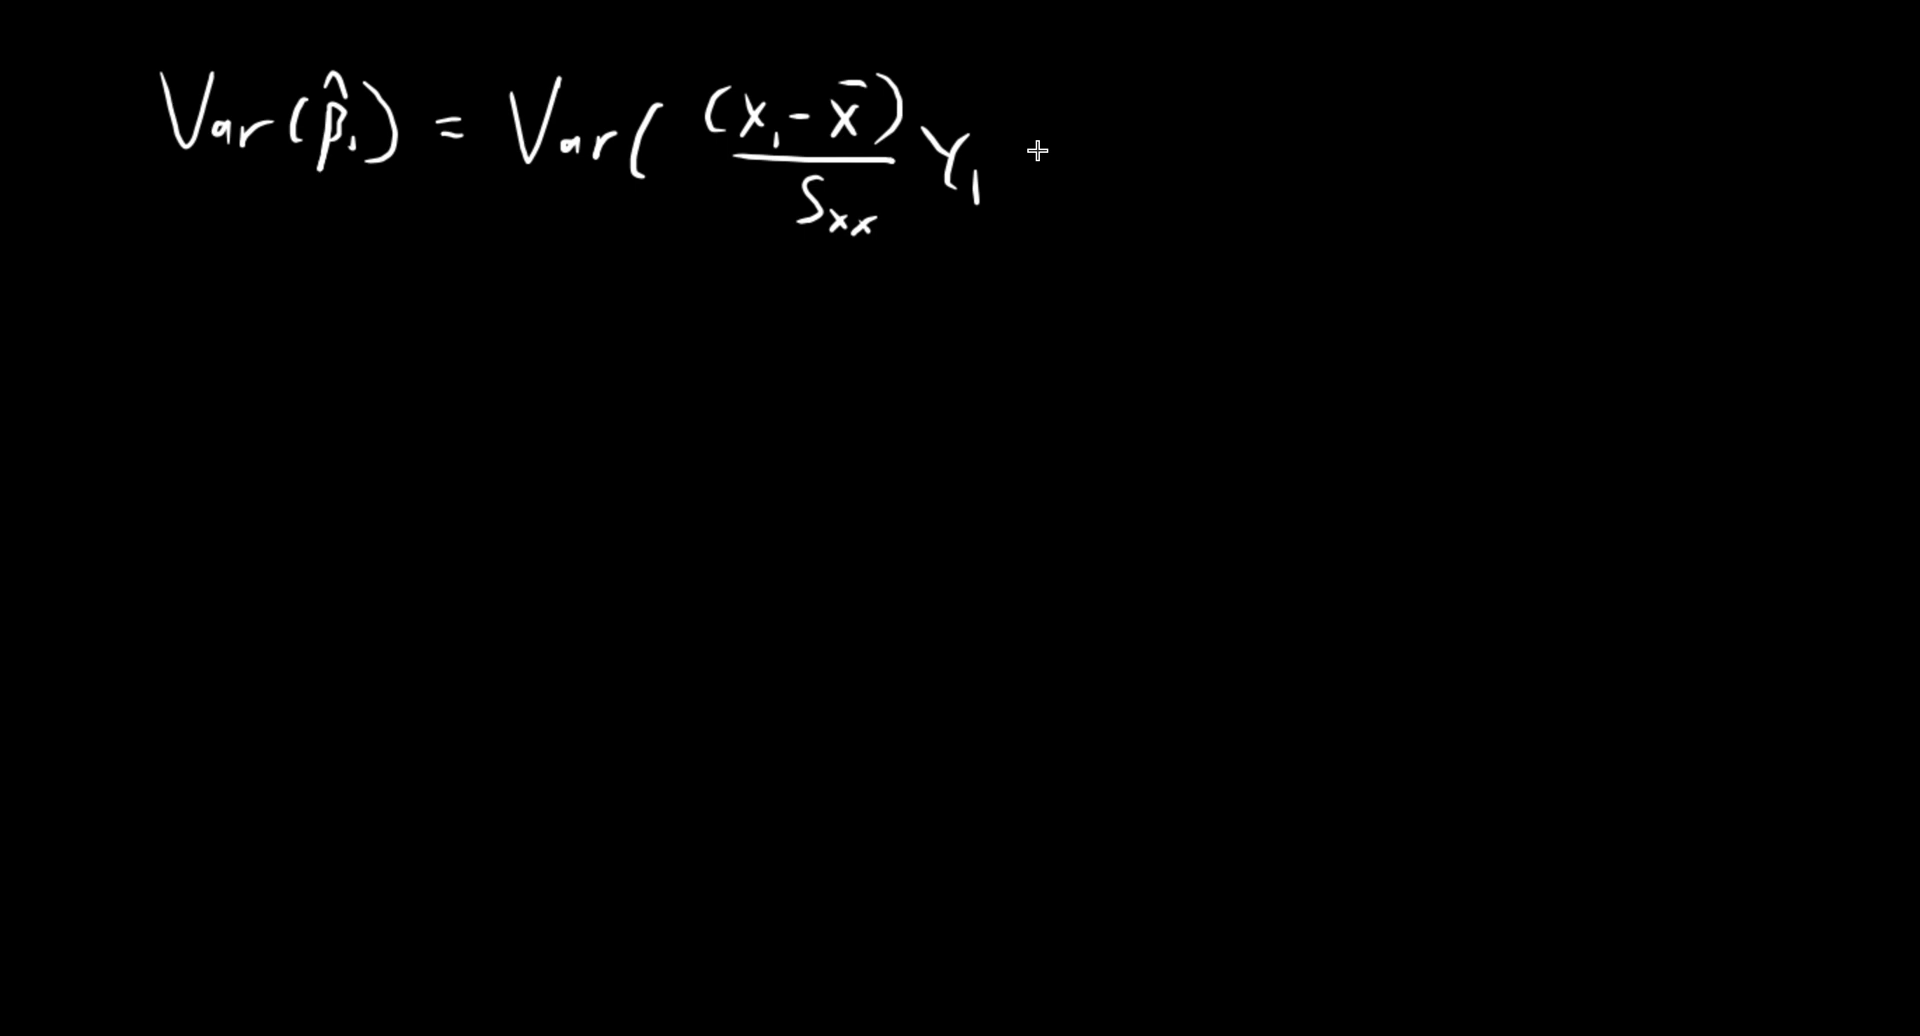 Var(β̂₁) = Var( (x₁ - x̄)/Sxx Y₁